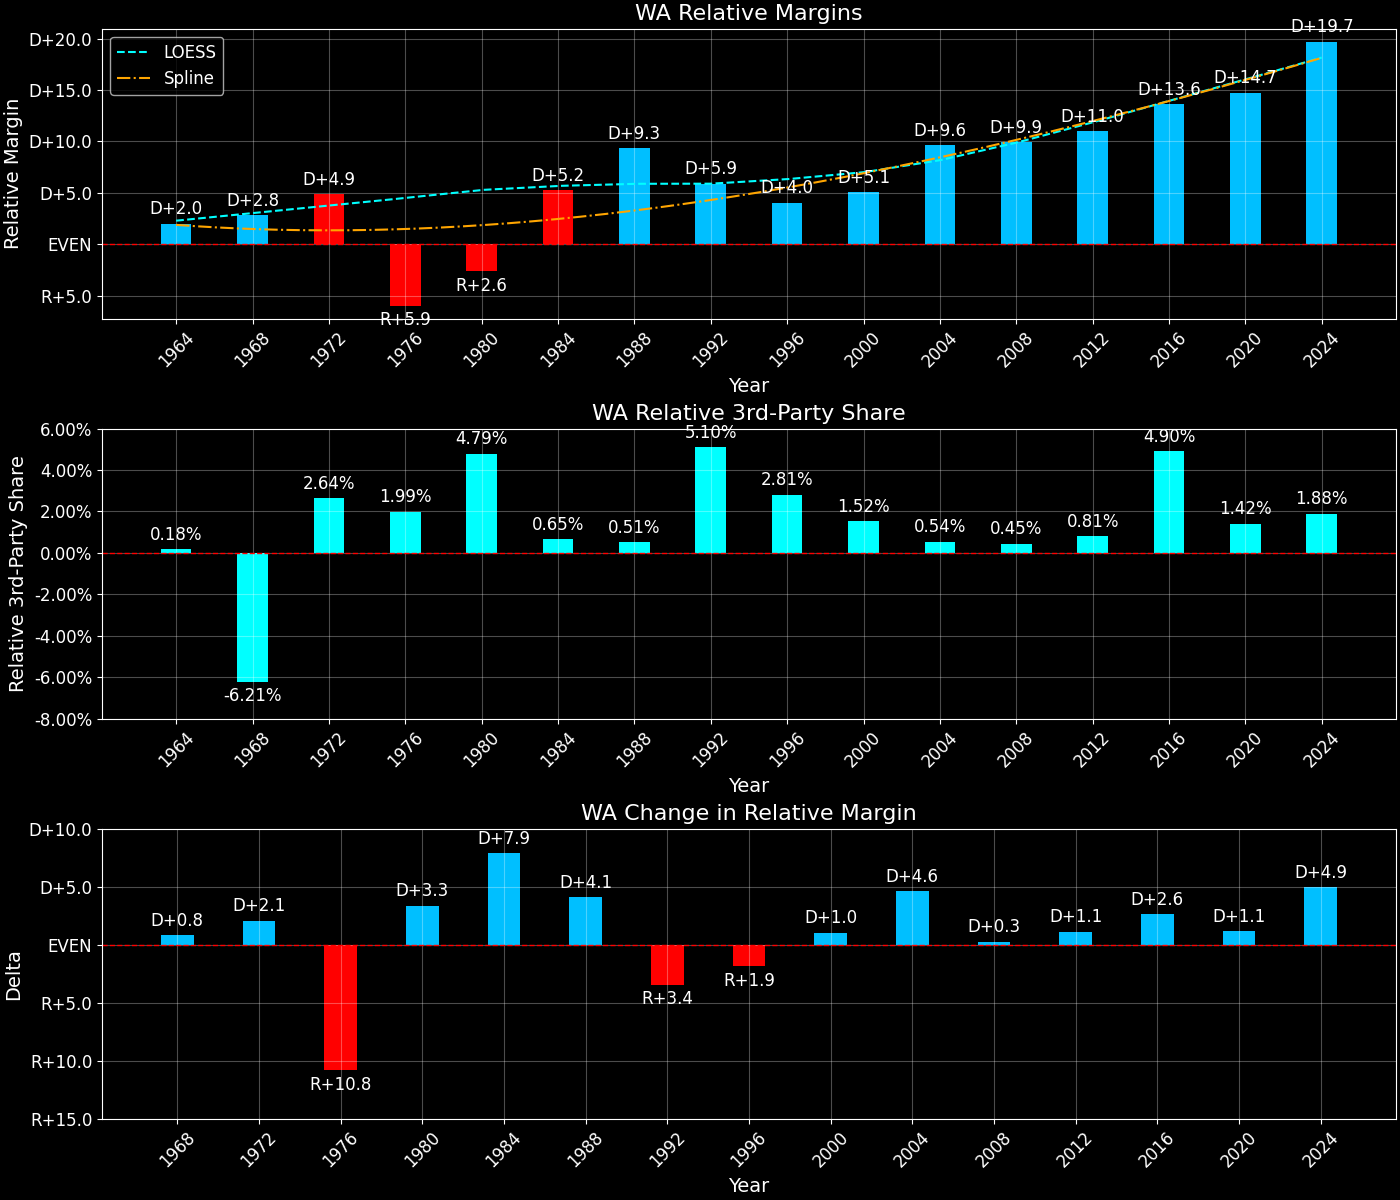 WA Relative Margins
Relative Margin
D+20.0
D+15.0
D+10.0
D+5.0
EVEN
R+5.0
LOESS
Spline
D+2.0
D+2.8
D+4.9
R+5.9
R+2.6
D+5.2
D+9.3
D+5.9
D+4.0
D+5.1
D+9.6
D+9.9
D+11.0
D+13.6
D+14.7
D+19.7
1964
1968
1972
1976
1980
1984
1988
1992
1996
2000
2004
2008
2012
2016
2020
2024
Year
WA Relative 3rd-Party Share
Relative 3rd-Party Share
6.00%
4.00%
2.00%
0.00%
-2.00%
-4.00%
-6.00%
-8.00%
0.18%
-6.21%
2.64%
1.99%
4.79%
0.65%
0.51%
5.10%
2.81%
1.52%
0.54%
0.45%
0.81%
4.90%
1.42%
1.88%
1964
1968
1972
1976
1980
1984
1988
1992
1996
2000
2004
2008
2012
2016
2020
2024
Year
WA Change in Relative Margin
Delta
D+10.0
D+5.0
EVEN
R+5.0
R+10.0
R+15.0
D+0.8
D+2.1
R+10.8
D+3.3
D+7.9
D+4.1
R+3.4
R+1.9
D+1.0
D+4.6
D+0.3
D+1.1
D+2.6
D+1.1
D+4.9
1968
1972
1976
1980
1984
1988
1992
1996
2000
2004
2008
2012
2016
2020
2024
Year